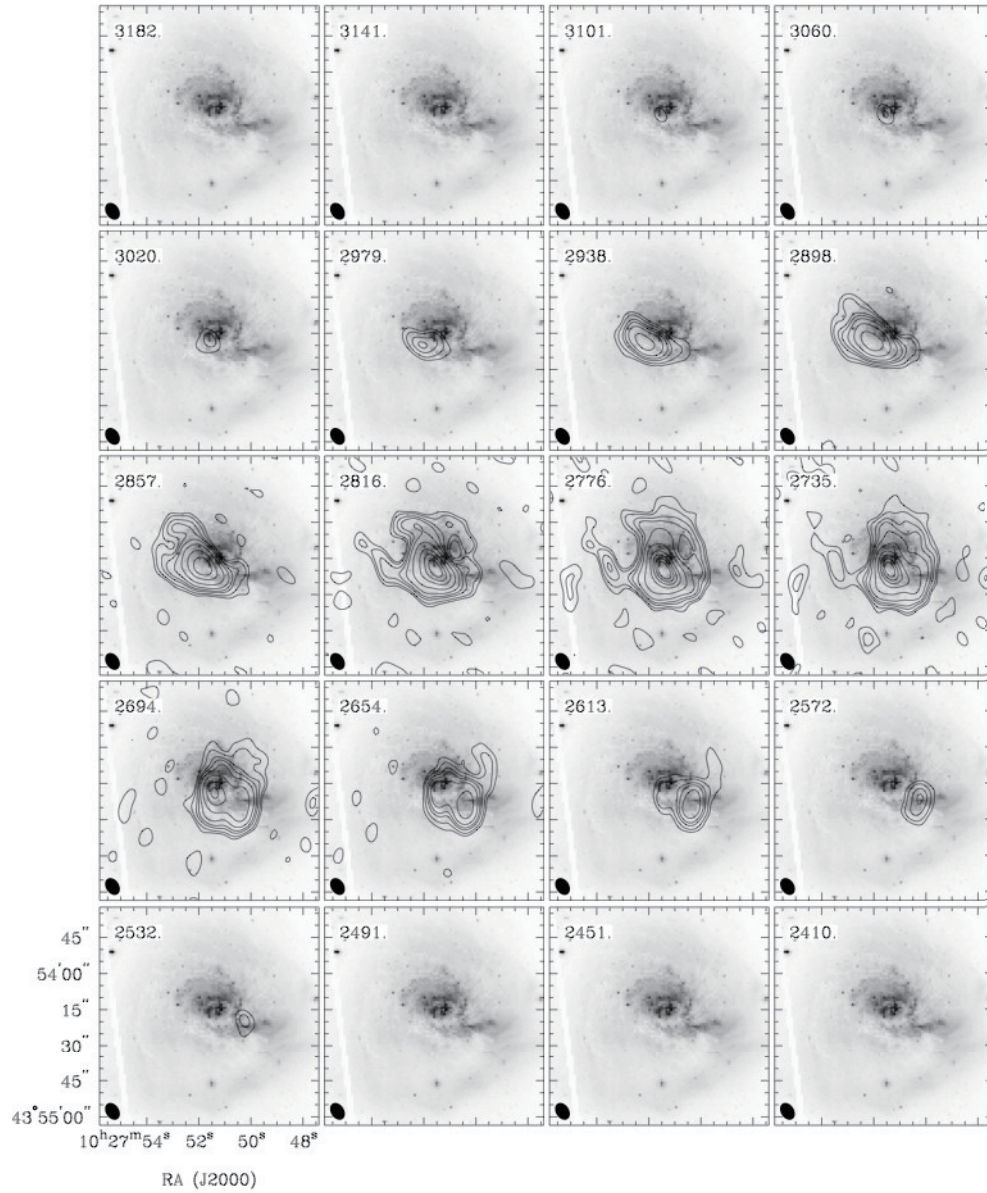 3182. 3141. 3101. 3060.
3020. 2979. 2938. 2898.
2857. 2816. 2776. 2735.
2694. 2654. 2613. 2572.
2532. 2491. 2451. 2410.
45"
54'00"
15"
30"
45"
43°55'00"
10ʰ27ᵐ54ˢ 52ˢ 50ˢ 48ˢ
RA (J2000)